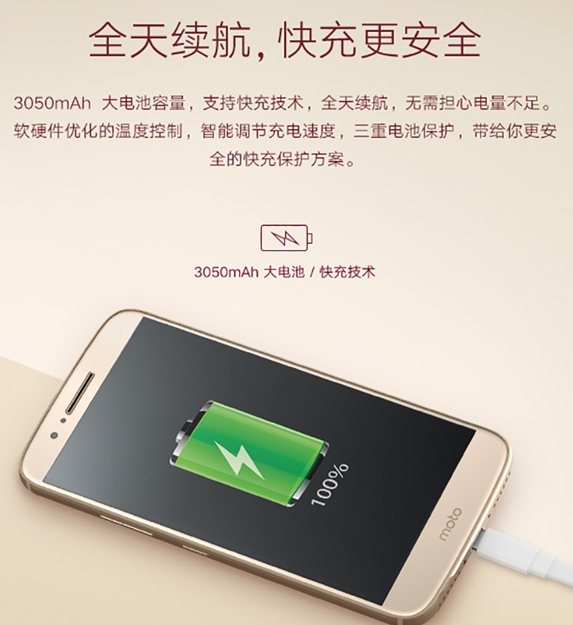 全天续航，快充更安全
3050mAh 大电池容量，支持快充技术，全天续航，无需担心电量不足。
软硬件优化的温度控制，智能调节充电速度，三重电池保护，带给你更安
全的快充保护方案。
3050mAh 大电池 / 快充技术
100%
moto